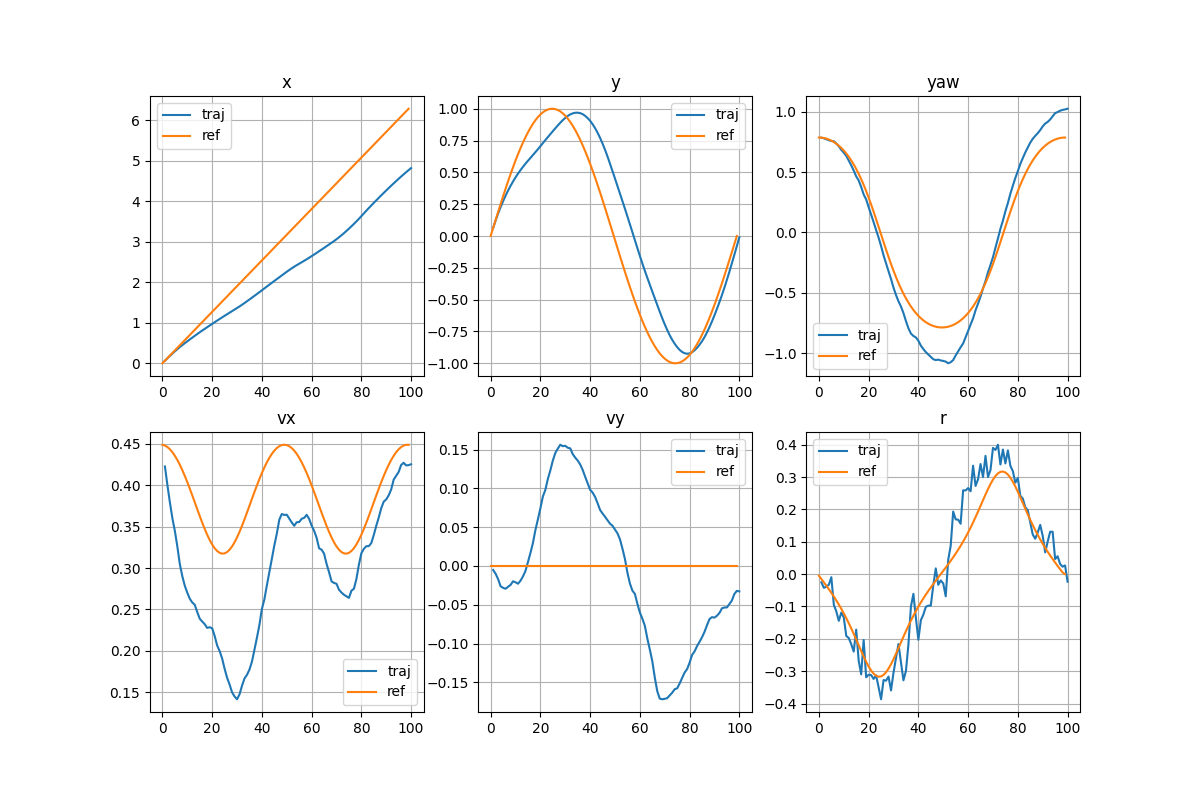 x
traj
ref
6
5
4
3
2
1
0
0 20 40 60 80 100
y
traj
ref
1.00
0.75
0.50
0.25
0.00
−0.25
−0.50
−0.75
−1.00
0 20 40 60 80 100
yaw
traj
ref
1.0
0.5
0.0
−0.5
−1.0
0 20 40 60 80 100
vx
traj
ref
0.45
0.40
0.35
0.30
0.25
0.20
0.15
0 20 40 60 80 100
vy
traj
ref
0.15
0.10
0.05
0.00
−0.05
−0.10
−0.15
0 20 40 60 80 100
r
traj
ref
0.4
0.3
0.2
0.1
0.0
−0.1
−0.2
−0.3
−0.4
0 20 40 60 80 100